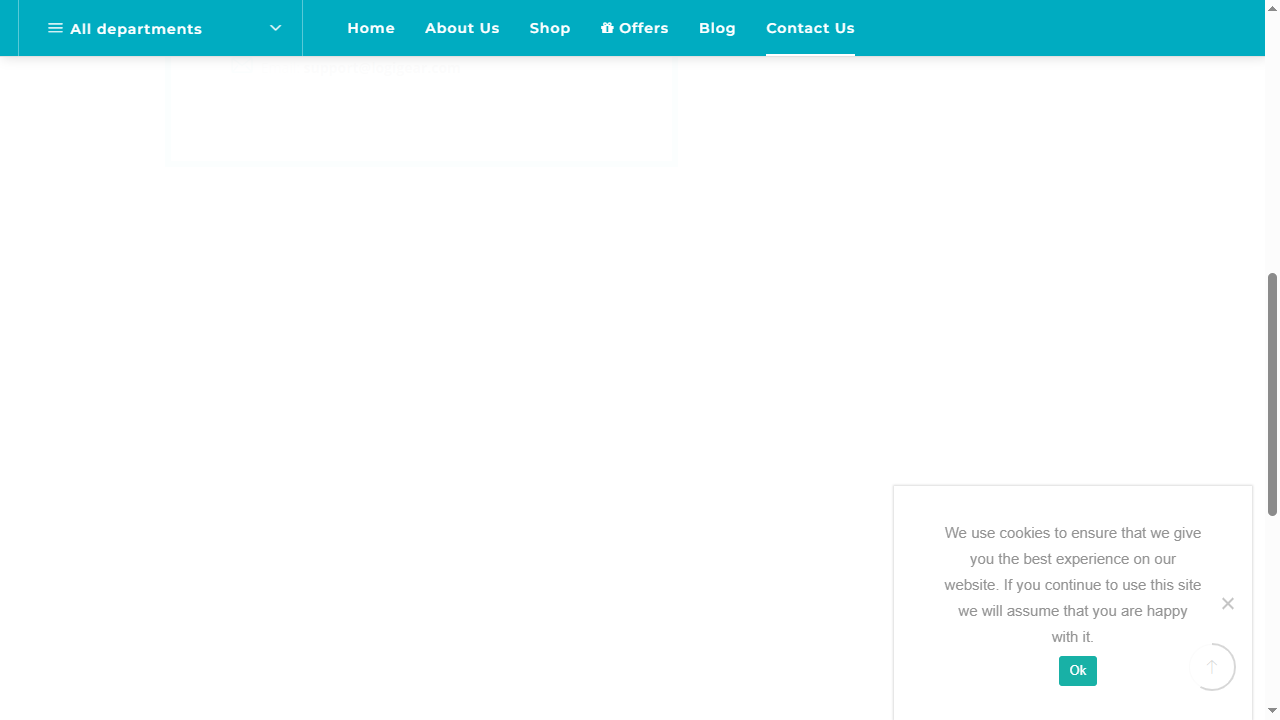 All departments
Home About Us Shop Offers Blog Contact Us
We use cookies to ensure that we give
you the best experience on our
website. If you continue to use this site
we will assume that you are happy
with it.
Ok